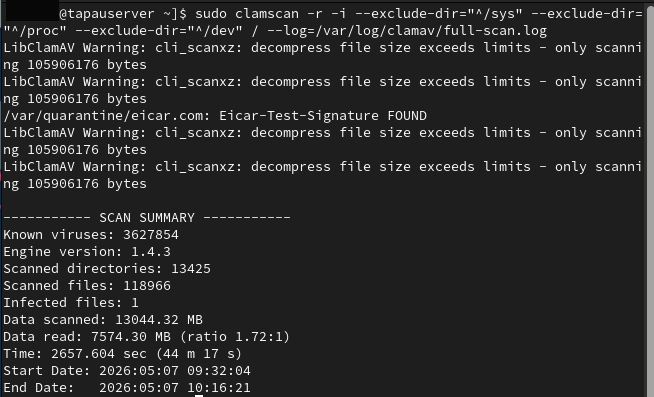 @tapauserver ~]$ sudo clamscan -r -i --exclude-dir="^/sys" --exclude-dir=
"^/proc" --exclude-dir="^/dev" / --log=/var/log/clamav/full-scan.log
LibClamAV Warning: cli_scanxz: decompress file size exceeds limits - only scanni
ng 105906176 bytes
LibClamAV Warning: cli_scanxz: decompress file size exceeds limits - only scanni
ng 105906176 bytes
/var/quarantine/eicar.com: Eicar-Test-Signature FOUND
LibClamAV Warning: cli_scanxz: decompress file size exceeds limits - only scanni
ng 105906176 bytes
LibClamAV Warning: cli_scanxz: decompress file size exceeds limits - only scanni
ng 105906176 bytes
----------- SCAN SUMMARY -----------
Known viruses: 3627854
Engine version: 1.4.3
Scanned directories: 13425
Scanned files: 118966
Infected files: 1
Data scanned: 13044.32 MB
Data read: 7574.30 MB (ratio 1.72:1)
Time: 2657.604 sec (44 m 17 s)
Start Date: 2026:05:07 09:32:04
End Date:   2026:05:07 10:16:21